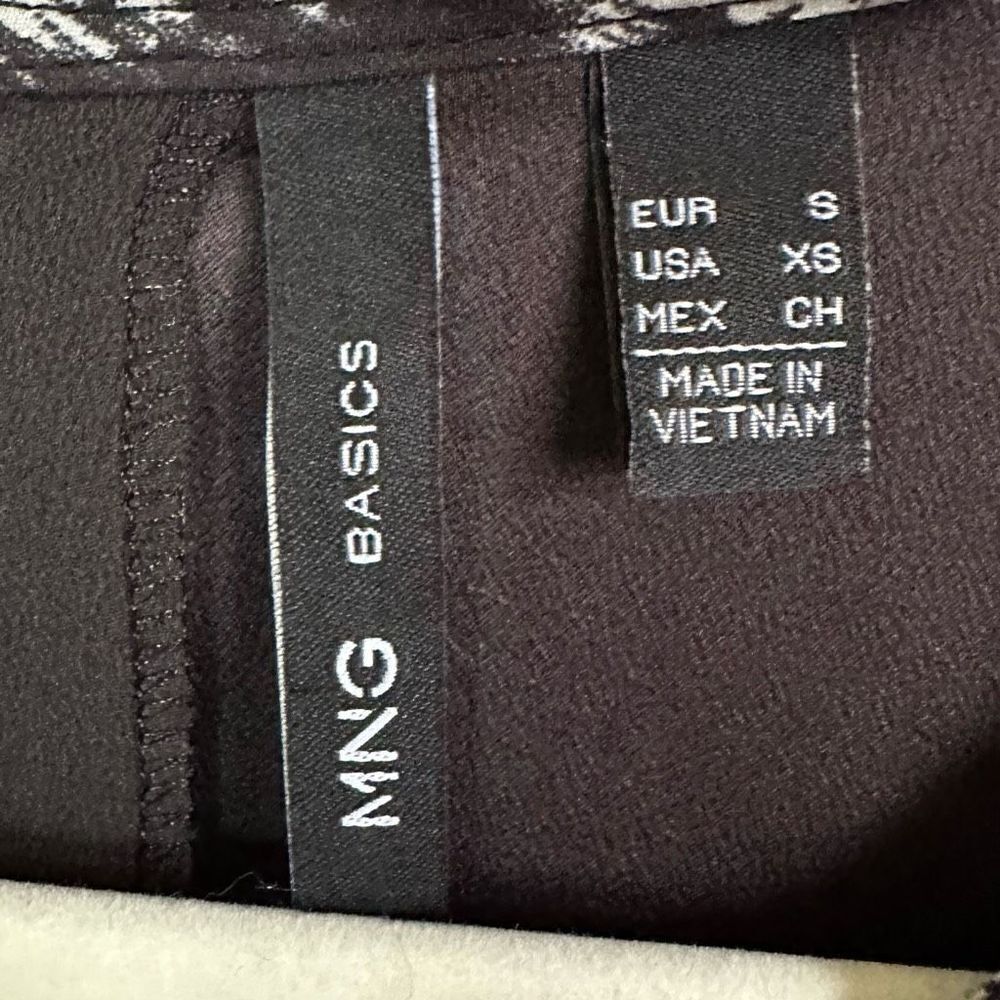 MNG BASICS
EUR S
USA XS
MEX CH
MADE IN
VIETNAM